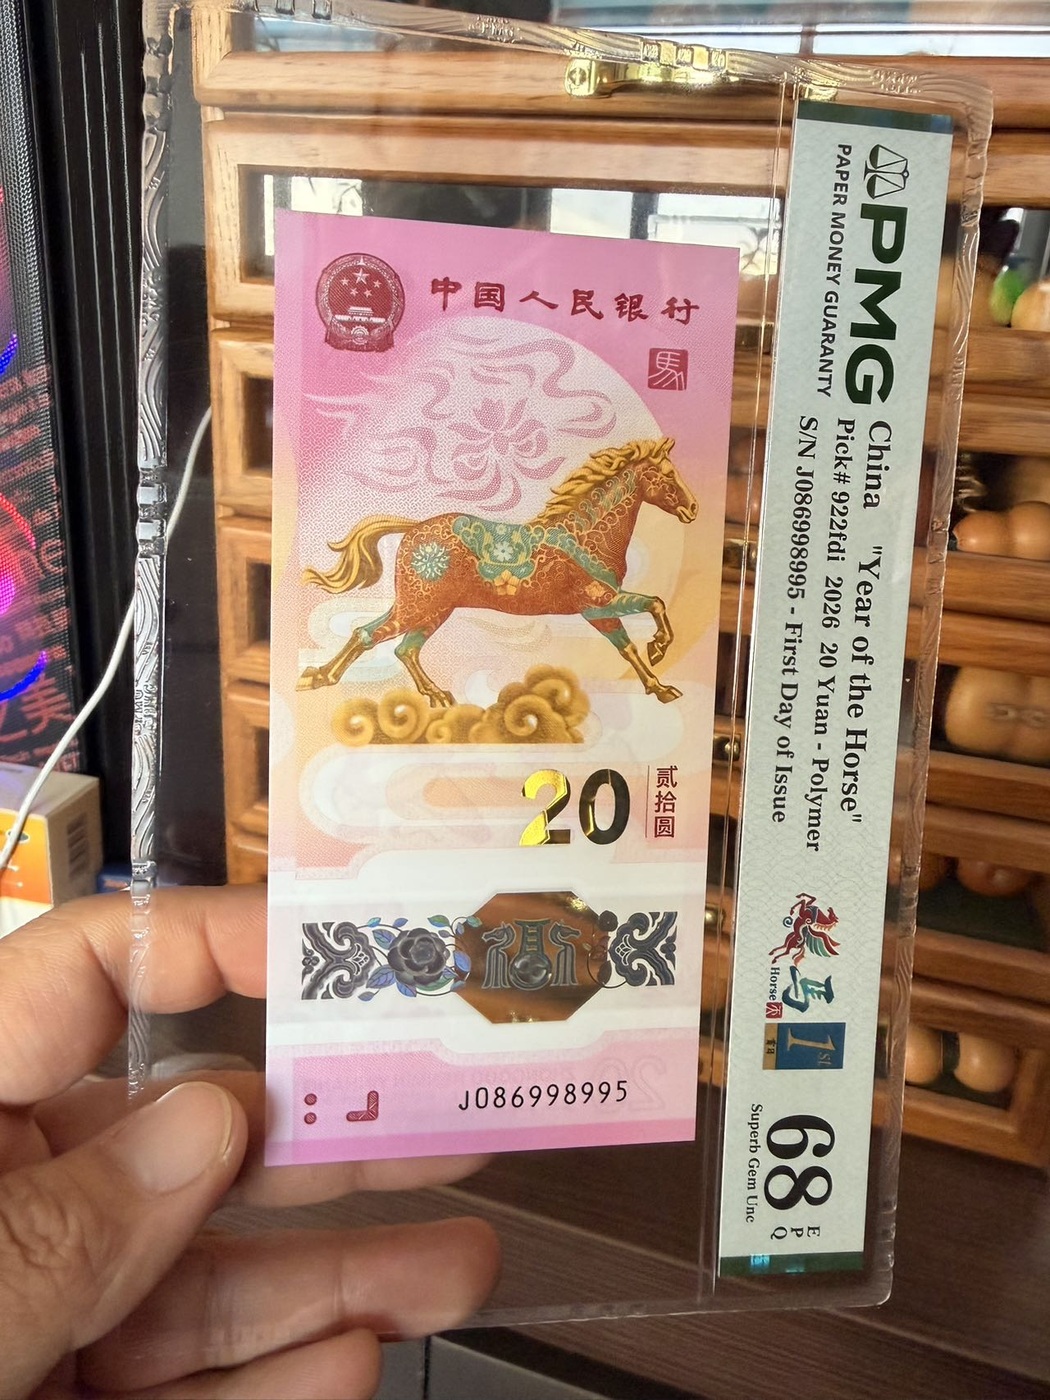 中国人民银行
馬
20
贰拾圆
J086998995
PMG
PAPER MONEY GUARANTY
China "Year of the Horse"
Pick# 922fdi 2026 20 Yuan - Polymer
S/N J086998995 - First Day of Issue
馬
Horse
1st
68
EPQ
Superb Gem Unc
PMG
美